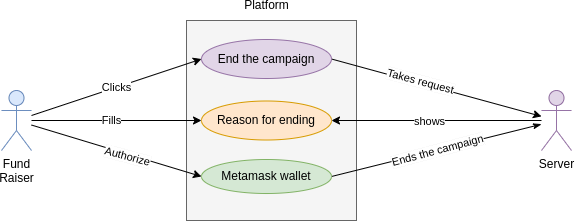 Platform
End the campaign
Clicks
Takes request
Fills
Reason for ending
shows
Authorize
Ends the campaign
Metamask wallet
Fund
Raiser
Server